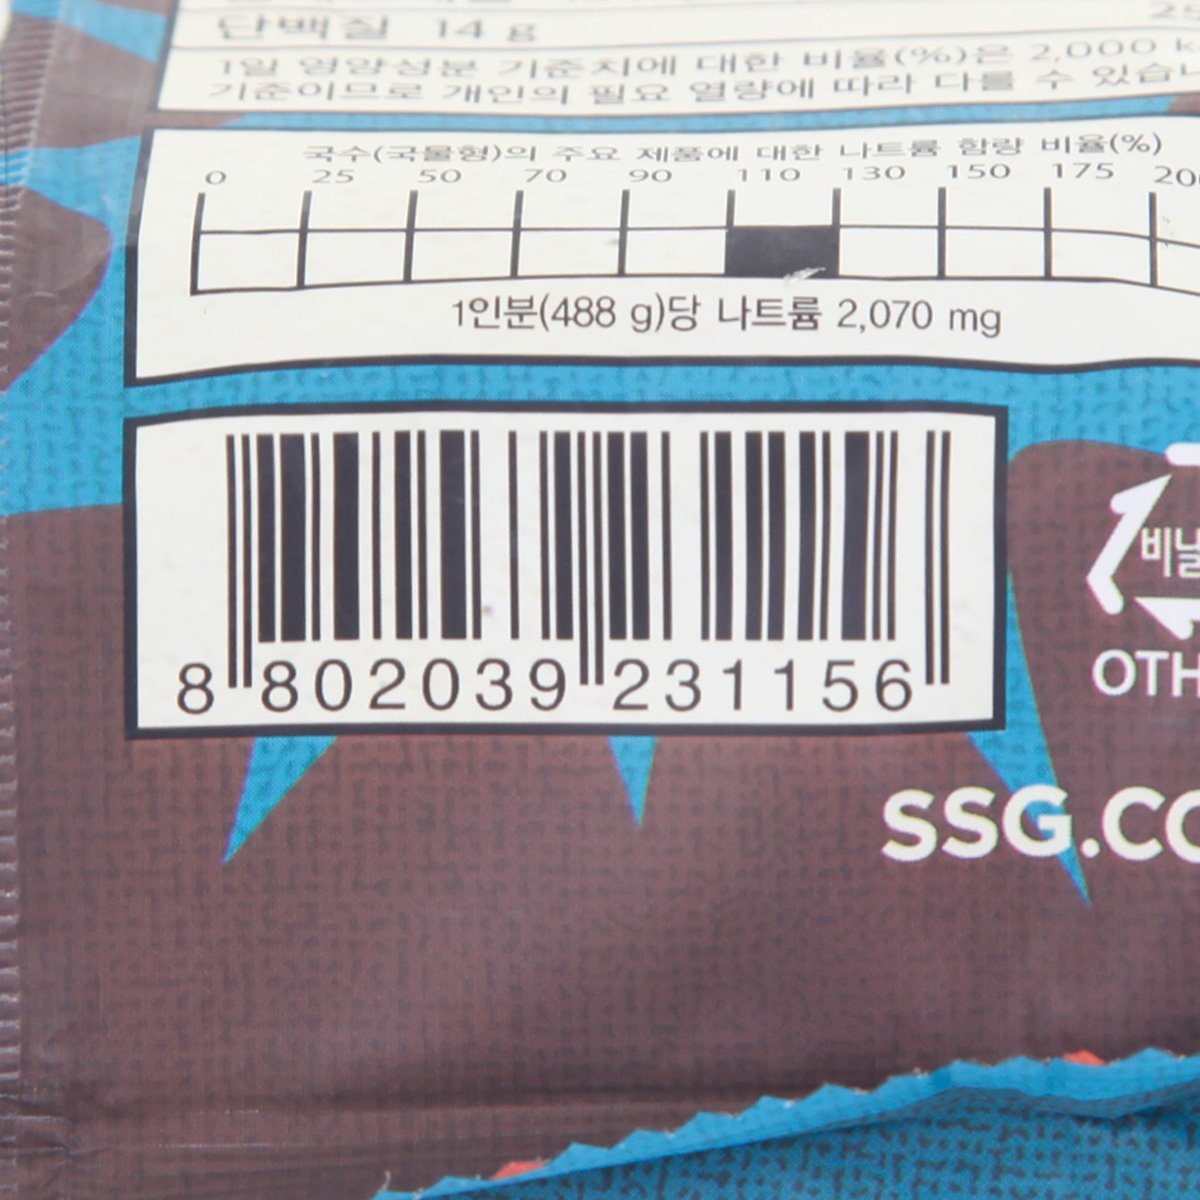 단백질 14 g 25
1일 영양성분 기준치에 대한 비율(%)은 2,000 k
기준이므로 개인의 필요 열량에 따라 다를 수 있습니
국수(국물형)의 주요 제품에 대한 나트륨 함량 비율(%)
0 25 50 70 90 110 130 150 175 200
1인분(488 g)당 나트륨 2,070 mg
8 802039 231156
비닐
OTH
SSG.CO